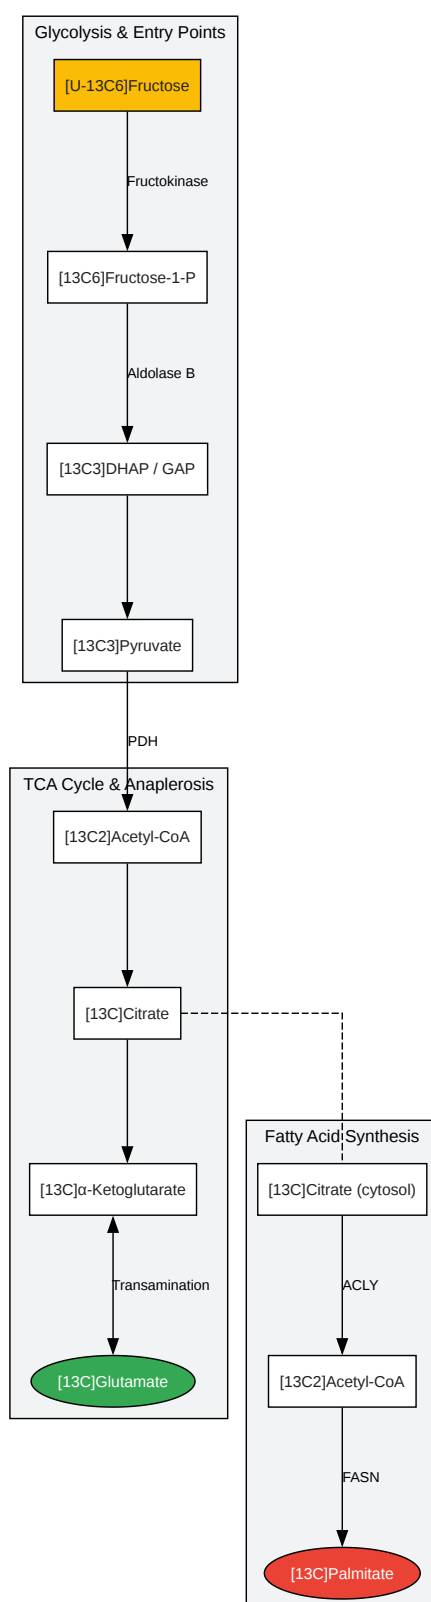 Glycolysis & Entry Points
[U-13C6]Fructose
Fructokinase
[13C6]Fructose-1-P
Aldolase B
[13C3]DHAP / GAP
[13C3]Pyruvate
PDH
TCA Cycle & Anaplerosis
[13C2]Acetyl-CoA
[13C]Citrate
[13C]α-Ketoglutarate
Transamination
[13C]Glutamate
Fatty Acid Synthesis
[13C]Citrate (cytosol)
ACLY
[13C2]Acetyl-CoA
FASN
[13C]Palmitate